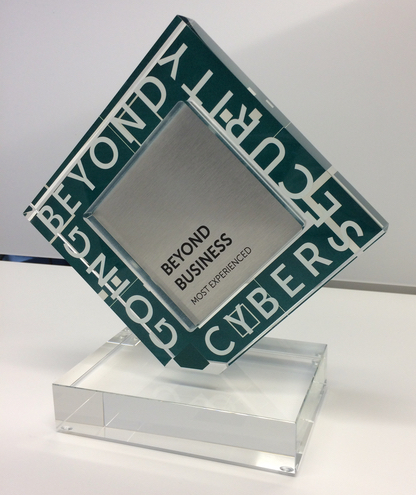 GOING
BEYOND
CYBER
SECURITY
BEYOND
BUSINESS
MOST EXPERIENCED